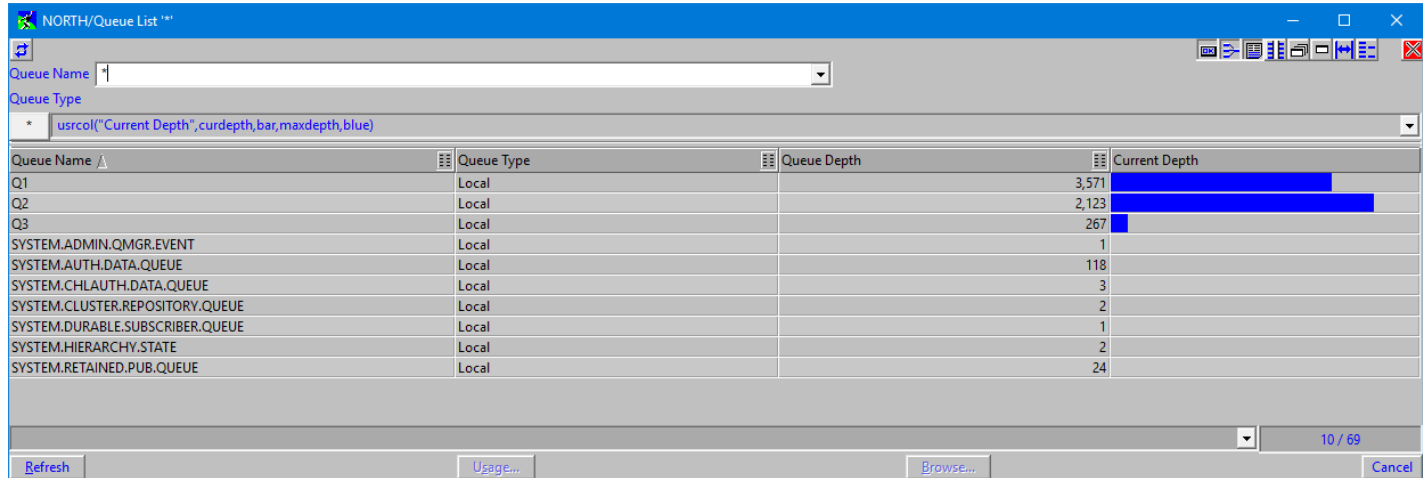 NORTH/Queue List '*'
Queue Name *
Queue Type
* usrcol("Current Depth",curdepth,bar,maxdepth,blue)
Queue Name Queue Type Queue Depth Current Depth
Q1 Local 3,571
Q2 Local 2,123
Q3 Local 267
SYSTEM.ADMIN.QMGR.EVENT Local 1
SYSTEM.AUTH.DATA.QUEUE Local 118
SYSTEM.CHLAUTH.DATA.QUEUE Local 3
SYSTEM.CLUSTER.REPOSITORY.QUEUE Local 2
SYSTEM.DURABLE.SUBSCRIBER.QUEUE Local 1
SYSTEM.HIERARCHY.STATE Local 2
SYSTEM.RETAINED.PUB.QUEUE Local 24
10 / 69
Refresh Usage... Browse... Cancel